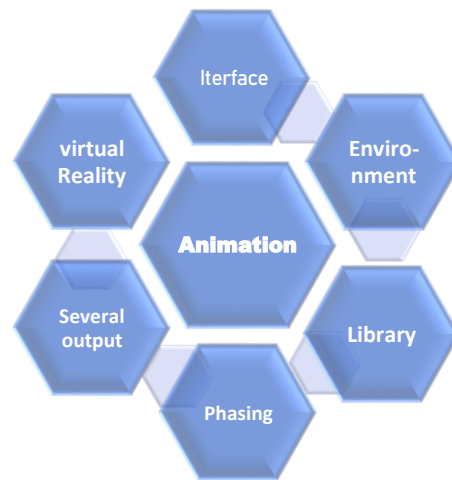 Iterface
Enviro-
nment
Library
Phasing
Several
output
virtual
Reality
Animation